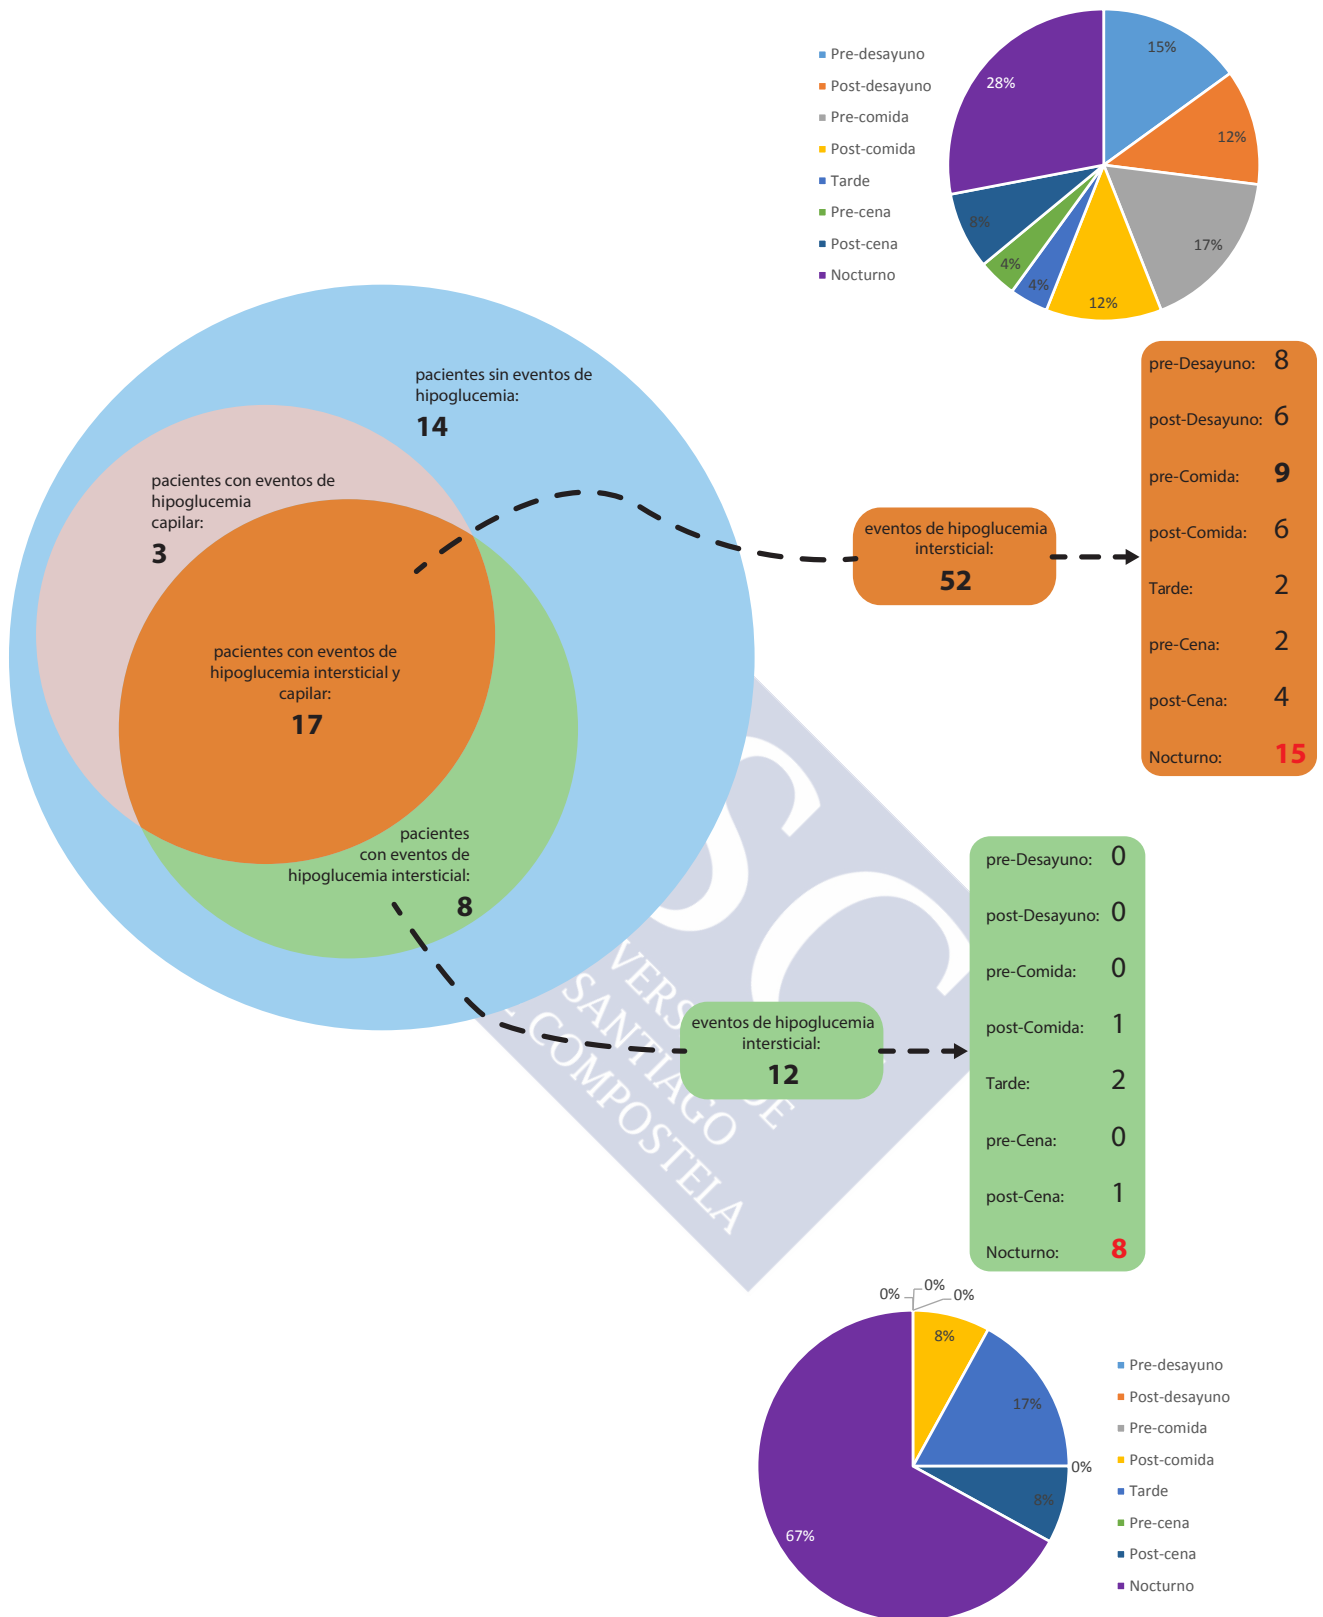 Pre-desayuno
Post-desayuno
Pre-comida
Post-comida
Tarde
Pre-cena
Post-cena
Nocturno
15%
12%
17%
12%
4%
4%
8%
28%
pacientes sin eventos de
hipoglucemia:
14
pacientes con eventos de
hipoglucemia
capilar:
3
pacientes con eventos de
hipoglucemia intersticial y
capilar:
17
pacientes
con eventos de
hipoglucemia intersticial:
8
eventos de hipoglucemia
intersticial:
52
pre-Desayuno: 8
post-Desayuno: 6
pre-Comida: 9
post-Comida: 6
Tarde: 2
pre-Cena: 2
post-Cena: 4
Nocturno: 15
eventos de hipoglucemia
intersticial:
12
pre-Desayuno: 0
post-Desayuno: 0
pre-Comida: 0
post-Comida: 1
Tarde: 2
pre-Cena: 0
post-Cena: 1
Nocturno: 8
SC
VERS DE
SANTIAGO
COMPOSTELA
0%
0%
0%
8%
17%
0%
8%
67%
Pre-desayuno
Post-desayuno
Pre-comida
Post-comida
Tarde
Pre-cena
Post-cena
Nocturno